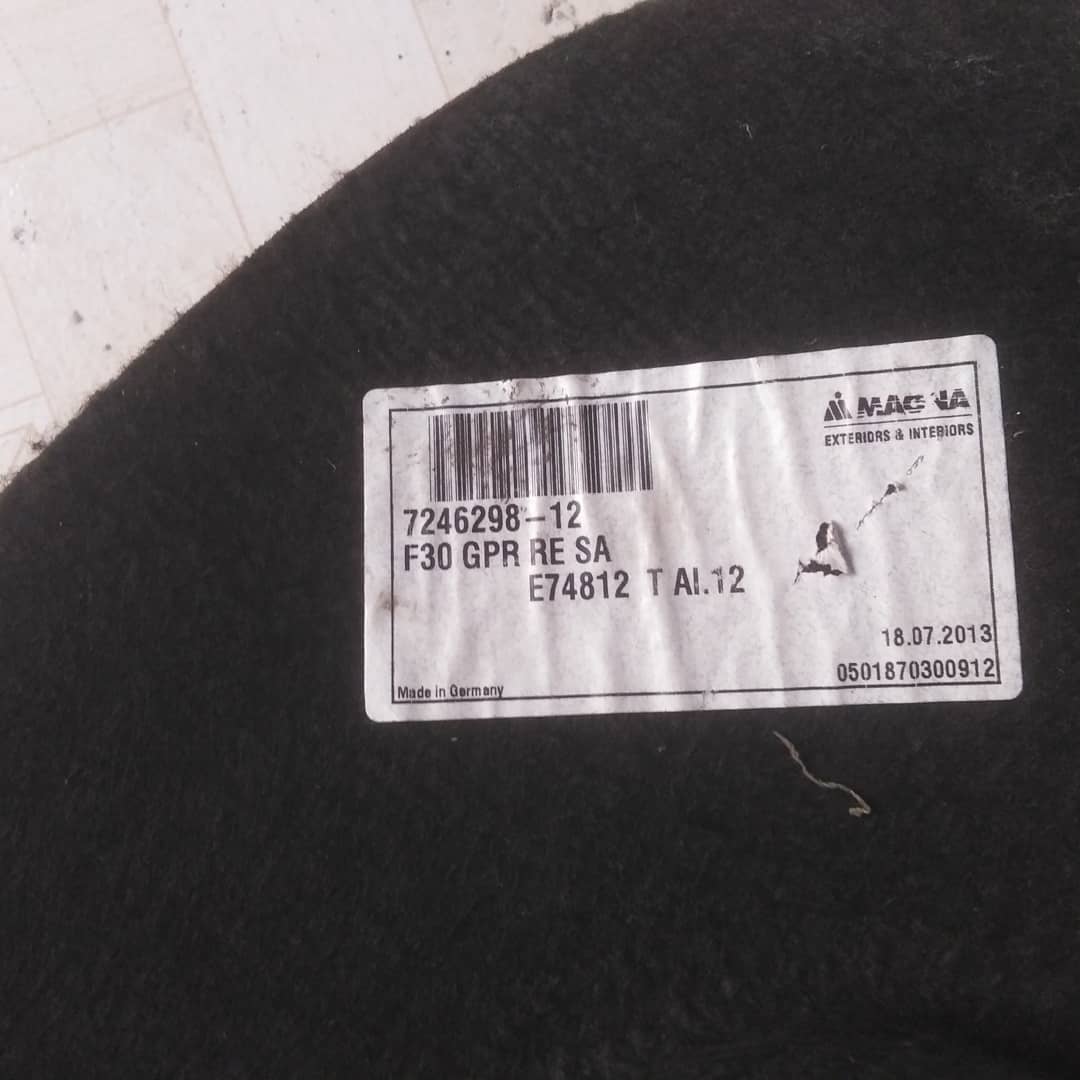 MAGNA
EXTERIORS & INTERIORS
7246298-12
F30 GPR RE SA
E74812 T AI.12
18.07.2013
0501870300912
Made in Germany